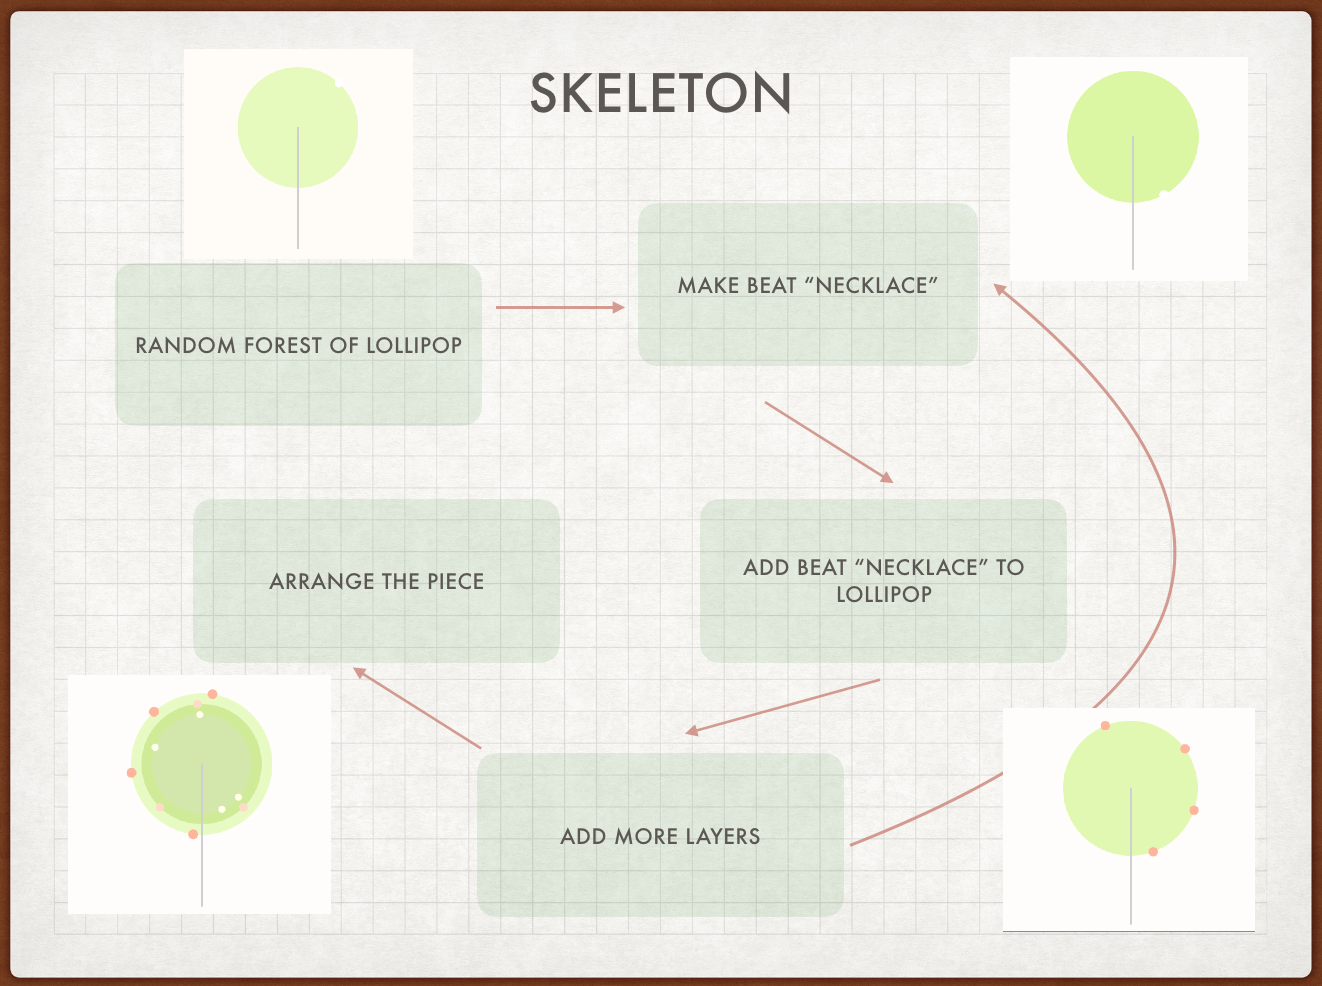 SKELETON
RANDOM FOREST OF LOLLIPOP
MAKE BEAT “NECKLACE”
ADD BEAT “NECKLACE” TO
LOLLIPOP
ADD MORE LAYERS
ARRANGE THE PIECE